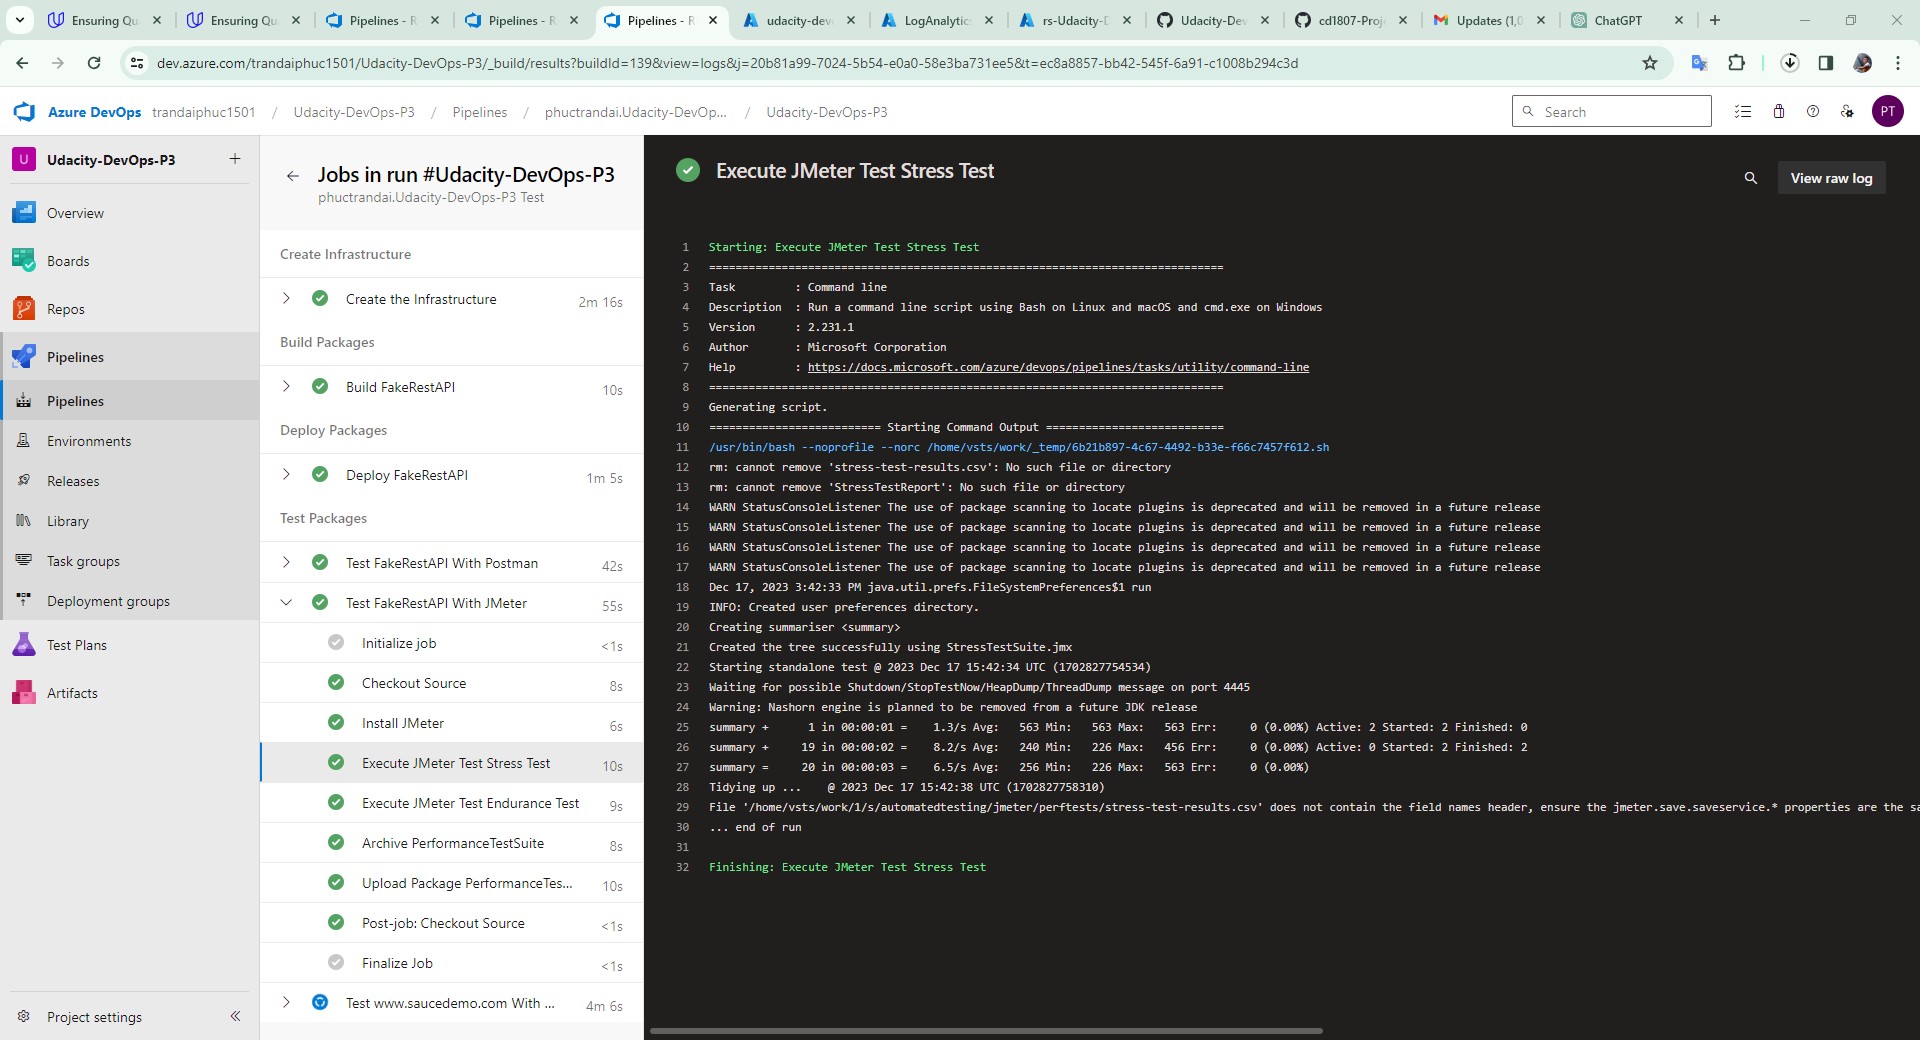 Ensuring Qu
Ensuring Qu
Pipelines - R
Pipelines - R
Pipelines - R
udacity-dev
LogAnalytic
rs-Udacity-D
Udacity-Dev
cd1807-Proj
Updates (1,0
ChatGPT
dev.azure.com/trandaiphuc1501/Udacity-DevOps-P3/_build/results?buildId=139&view=logs&j=20b81a99-7024-5b54-e0a0-58e3ba731ee5&t=ec8a8857-bb42-545f-6a91-c1008b294c3d
Azure DevOps trandaiphuc1501 / Udacity-DevOps-P3 / Pipelines / phuctrandai.Udacity-DevOp... / Udacity-DevOps-P3
Search
PT
U Udacity-DevOps-P3 +
Overview
Boards
Repos
Pipelines
Pipelines
Environments
Releases
Library
Task groups
Deployment groups
Test Plans
Artifacts
Project settings
Jobs in run #Udacity-DevOps-P3
phuctrandai.Udacity-DevOps-P3 Test
Create Infrastructure
Create the Infrastructure 2m 16s
Build Packages
Build FakeRestAPI 10s
Deploy Packages
Deploy FakeRestAPI 1m 5s
Test Packages
Test FakeRestAPI With Postman 42s
Test FakeRestAPI With JMeter 55s
Initialize job <1s
Checkout Source 8s
Install JMeter 6s
Execute JMeter Test Stress Test 10s
Execute JMeter Test Endurance Test 9s
Archive PerformanceTestSuite 8s
Upload Package PerformanceTes... 10s
Post-job: Checkout Source <1s
Finalize Job <1s
Test www.saucedemo.com With ... 4m 6s
Execute JMeter Test Stress Test
View raw log
1 Starting: Execute JMeter Test Stress Test
2 ==============================================================================
3 Task : Command line
4 Description : Run a command line script using Bash on Linux and macOS and cmd.exe on Windows
5 Version : 2.231.1
6 Author : Microsoft Corporation
7 Help : https://docs.microsoft.com/azure/devops/pipelines/tasks/utility/command-line
8 ==============================================================================
9 Generating script.
10 ========================== Starting Command Output ===========================
11 /usr/bin/bash --noprofile --norc /home/vsts/work/_temp/6b21b897-4c67-4492-b33e-f66c7457f612.sh
12 rm: cannot remove 'stress-test-results.csv': No such file or directory
13 rm: cannot remove 'StressTestReport': No such file or directory
14 WARN StatusConsoleListener The use of package scanning to locate plugins is deprecated and will be removed in a future release
15 WARN StatusConsoleListener The use of package scanning to locate plugins is deprecated and will be removed in a future release
16 WARN StatusConsoleListener The use of package scanning to locate plugins is deprecated and will be removed in a future release
17 WARN StatusConsoleListener The use of package scanning to locate plugins is deprecated and will be removed in a future release
18 Dec 17, 2023 3:42:33 PM java.util.prefs.FileSystemPreferences$1 run
19 INFO: Created user preferences directory.
20 Creating summariser <summary>
21 Created the tree successfully using StressTestSuite.jmx
22 Starting standalone test @ 2023 Dec 17 15:42:34 UTC (1702827754534)
23 Waiting for possible Shutdown/StopTestNow/HeapDump/ThreadDump message on port 4445
24 Warning: Nashorn engine is planned to be removed from a future JDK release
25 summary + 1 in 00:00:01 = 1.3/s Avg: 563 Min: 563 Max: 563 Err: 0 (0.00%) Active: 2 Started: 2 Finished: 0
26 summary + 19 in 00:00:02 = 8.2/s Avg: 240 Min: 226 Max: 456 Err: 0 (0.00%) Active: 0 Started: 2 Finished: 2
27 summary = 20 in 00:00:03 = 6.5/s Avg: 256 Min: 226 Max: 563 Err: 0 (0.00%)
28 Tidying up ... @ 2023 Dec 17 15:42:38 UTC (1702827758310)
29 File '/home/vsts/work/1/s/automatedtesting/jmeter/perftests/stress-test-results.csv' does not contain the field names header, ensure the jmeter.save.saveservice.* properties are the sa
30 ... end of run
31
32 Finishing: Execute JMeter Test Stress Test